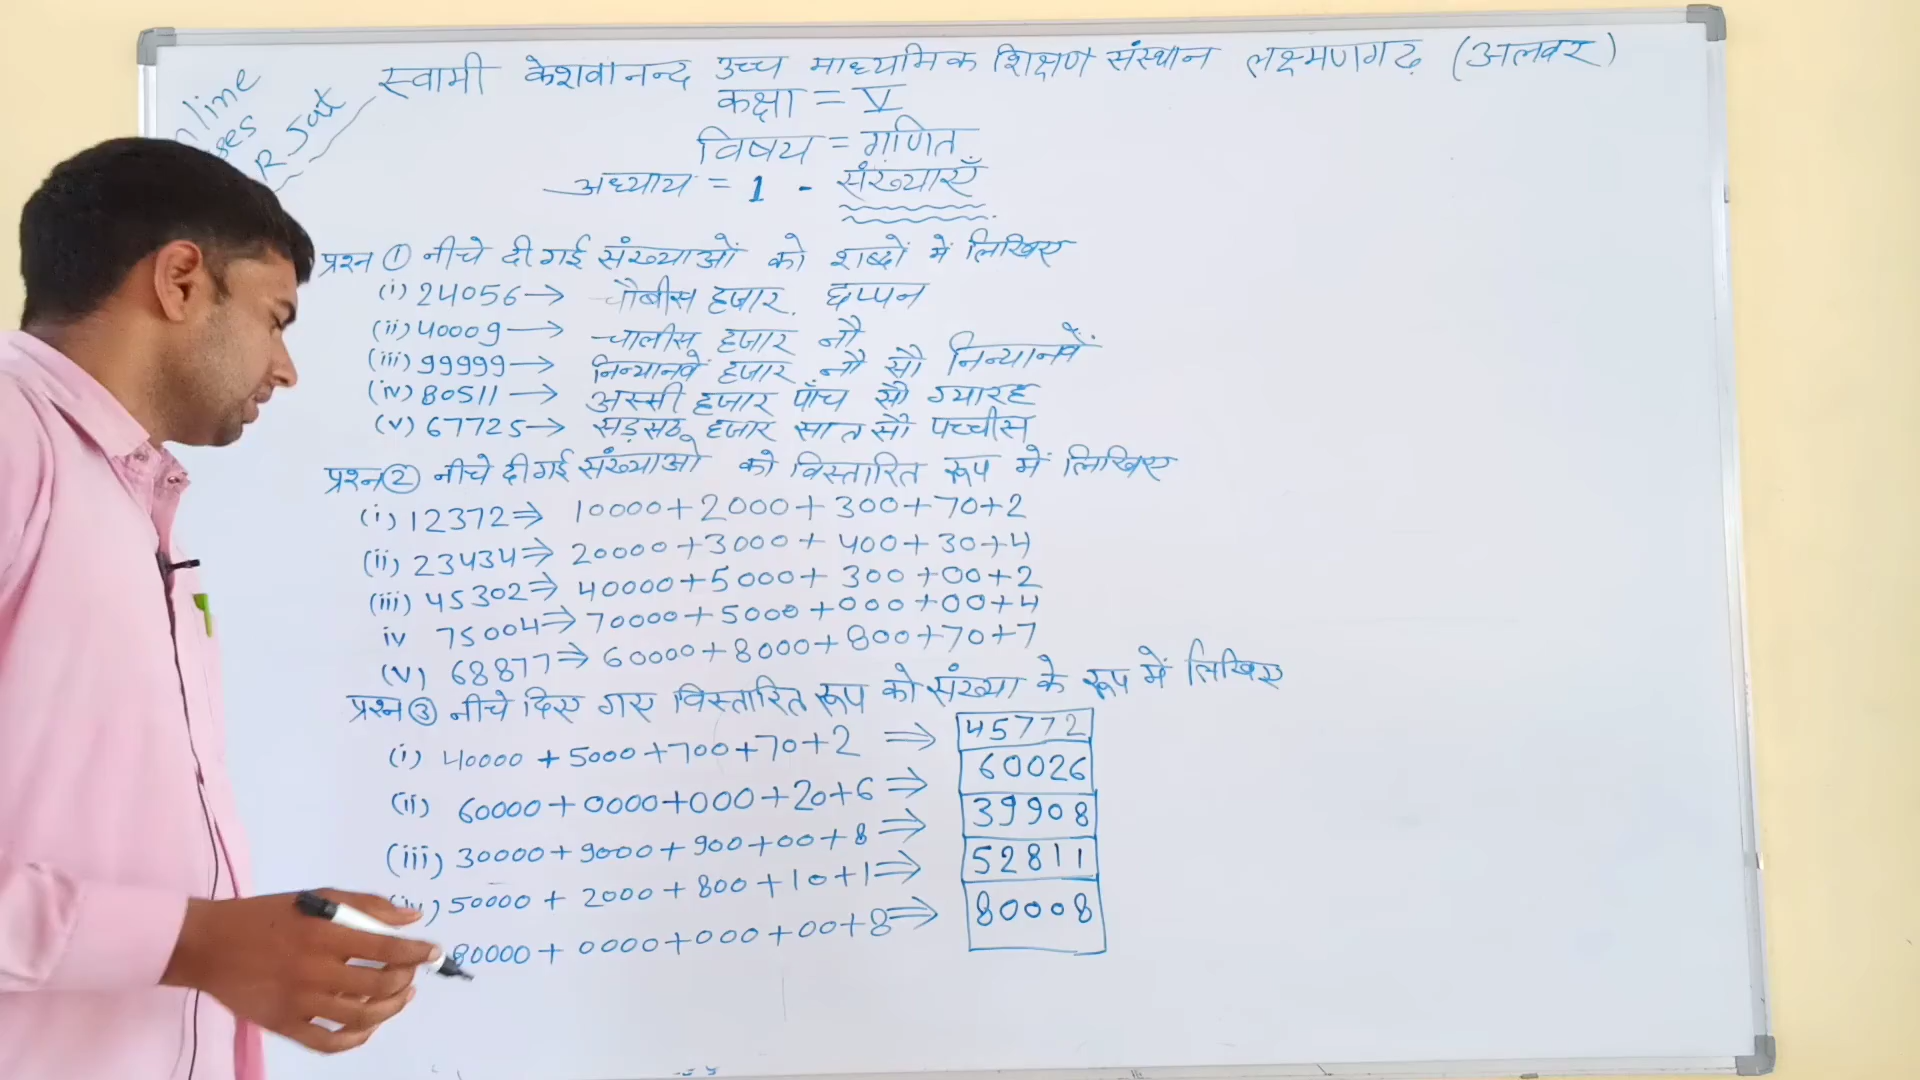 स्वामी केशवानन्द उच्च माध्यमिक शिक्षण संस्थान लक्ष्मणगढ़ (अलवर)
कक्षा = V
विषय = गणित
अध्याय = 1 - संख्याएँ
प्रश्न ① नीचे दी गई संख्याओं को शब्दों में लिखिए
(i) 24056 → चौबीस हजार. छप्पन
(ii) 40009 → चालीस हजार नौ
(iii) 99999 → निन्यानवें हजार नौ सौ निन्यानवें
(iv) 80511 → अस्सी हजार पाँच सौ ग्यारह
(v) 67725 → सड़सठ हजार सात सौ पच्चीस
प्रश्न ② नीचे दी गई संख्याओ को विस्तारित रूप में लिखिए
(i) 12372 ⇒ 10000+2000+300+70+2
(ii) 23434 ⇒ 20000+3000+400+30+4
(iii) 45302 ⇒ 40000+5000+300+00+2
iv 75004 ⇒ 70000+5000+000+00+4
(v) 68877 ⇒ 60000+8000+800+70+7
प्रश्न ③ नीचे दिए गए विस्तारित रूप को संख्या के रूप में लिखिए
(i) 40000+5000+700+70+2 ⇒ 45772
(ii) 60000+0000+000+20+6 ⇒ 60026
(iii) 30000+9000+900+00+8 ⇒ 39908
50000+2000+800+10+1 ⇒ 52811
80000+0000+000+00+8 ⇒ 80008